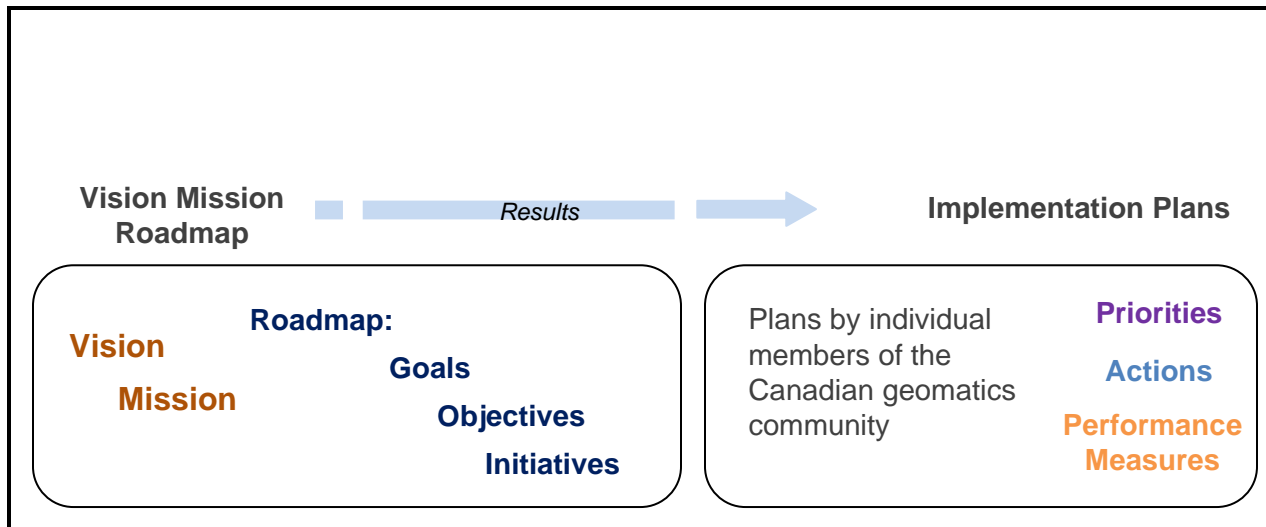 Vision Mission
Roadmap
Results
Implementation Plans
Vision
Mission
Roadmap:
Goals
Objectives
Initiatives
Plans by individual
members of the
Canadian geomatics
community
Priorities
Actions
Performance
Measures